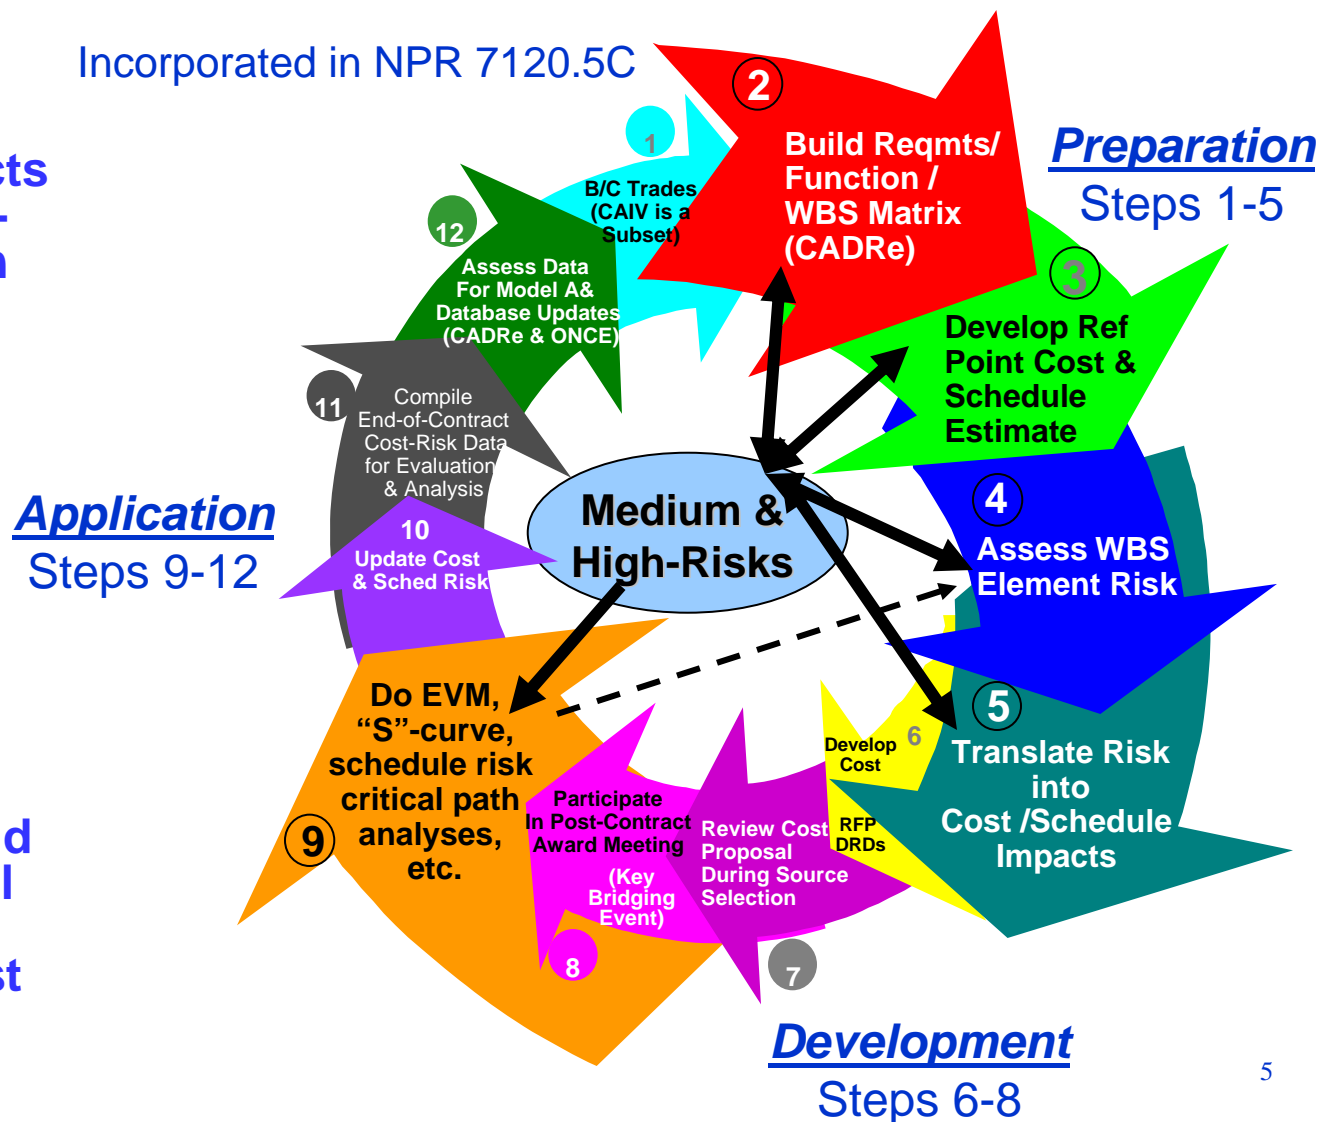 Incorporated in NPR 7120.5C
cts
-
n
d
l
st
1
B/C Trades
(CAIV is a
Subset)
2
Build Reqmts/
Function /
WBS Matrix
(CADRe)
Preparation
Steps 1-5
3
Develop Ref
Point Cost &
Schedule
Estimate
4
Assess WBS
Element Risk
5
Translate Risk
into
Cost /Schedule
Impacts
6
Develop
Cost
RFP
DRDs
7
Review Cost
Proposal
During Source
Selection
Development
Steps 6-8
8
Participate
In Post-Contract
Award Meeting
(Key
Bridging
Event)
9
Do EVM,
“S”-curve,
schedule risk
critical path
analyses,
etc.
Application
Steps 9-12
10
Update Cost
& Sched Risk
11
Compile
End-of-Contract
Cost-Risk Data
for Evaluation
& Analysis
12
Assess Data
For Model A&
Database Updates
(CADRe & ONCE)
Medium &
High-Risks
5